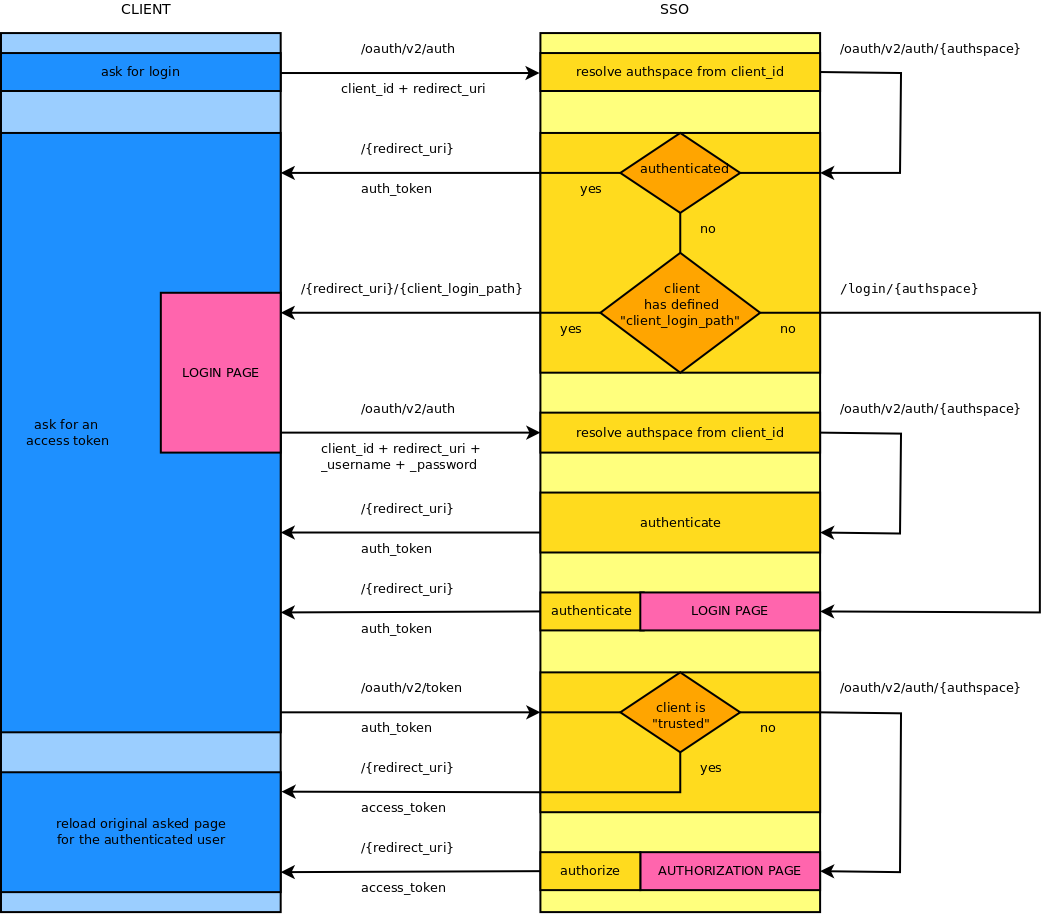 CLIENT
SSO
/oauth/v2/auth
/oauth/v2/auth/{authspace}
ask for login
resolve authspace from client_id
client_id + redirect_uri
/{redirect_uri}
authenticated
auth_token
yes
no
/{redirect_uri}/{client_login_path}
client
has defined
"client_login_path"
/login/{authspace}
yes
no
LOGIN PAGE
/oauth/v2/auth
/oauth/v2/auth/{authspace}
ask for an
access token
resolve authspace from client_id
client_id + redirect_uri +
_username + _password
/{redirect_uri}
authenticate
auth_token
/{redirect_uri}
authenticate
LOGIN PAGE
auth_token
/oauth/v2/token
/oauth/v2/auth/{authspace}
client is
"trusted"
auth_token
no
/{redirect_uri}
yes
access_token
reload original asked page
for the authenticated user
/{redirect_uri}
authorize
AUTHORIZATION PAGE
access_token